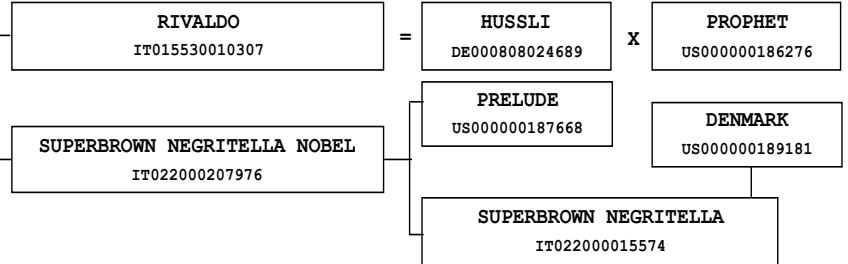 RIVALDO
IT015530010307
=
HUSSLI
DE000808024689
X
PROPHET
US000000186276
PRELUDE
US000000187668
DENMARK
US000000189181
SUPERBROWN NEGRITELLA NOBEL
IT022000207976
SUPERBROWN NEGRITELLA
IT022000015574